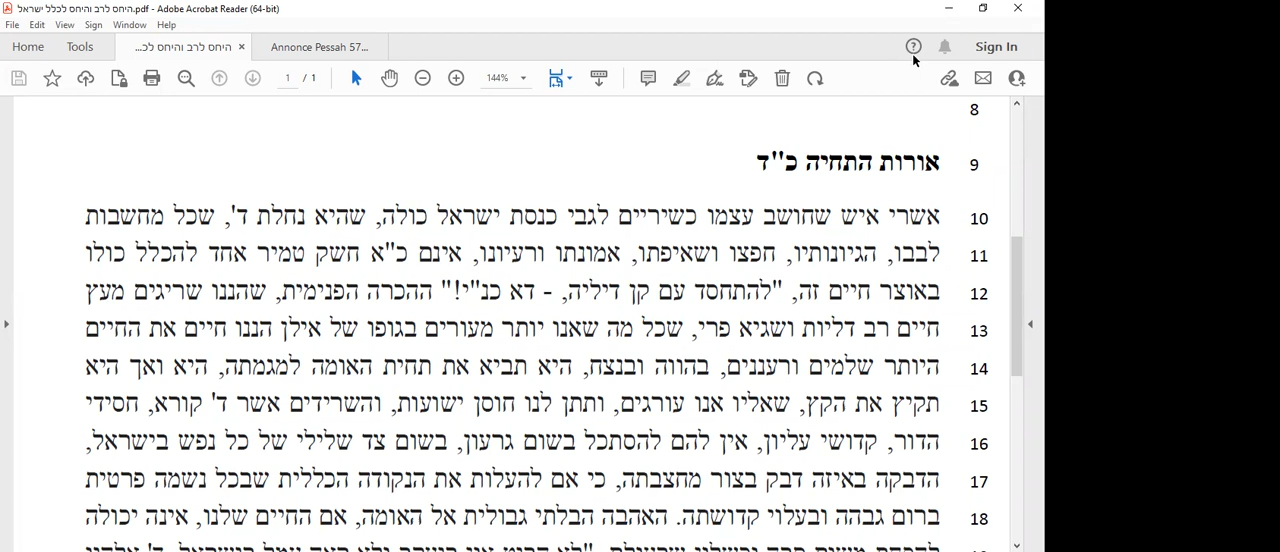 היחס לרב והיחס לכלל ישראל.pdf - Adobe Acrobat Reader (64-bit)
File Edit View Sign Window Help
Home Tools היחס לרב והיחס לכ... × Annonce Pessah 57... Sign In
1 / 1 144%
8
9 אורות התחיה כ"ד
10 אשרי איש שחושב עצמו כשיריים לגבי כנסת ישראל כולה, שהיא נחלת ד', שכל מחשבות
11 לבבו, הגיונותיו, חפצו ושאיפתו, אמונתו ורעיונו, אינם כ"א חשק טמיר אחד להכלל כולו
12 באוצר חיים זה, "להתחסד עם קן דיליה, - דא כנ"י!" ההכרה הפנימית, שהננו שריגים מעץ
13 חיים רב דליות ושגיא פרי, שכל מה שאנו יותר מעורים בגופו של אילן הננו חיים את החיים
14 היותר שלמים ורעננים, בהווה ובנצח, היא תביא את תחית האומה למגמתה, היא ואך היא
15 תקיץ את הקץ, שאליו אנו עורגים, ותתן לנו חוסן ישועות, והשרידים אשר ד' קורא, חסידי
16 הדור, קדושי עליון, אין להם להסתכל בשום גרעון, בשום צד שלילי של כל נפש בישראל,
17 הדבקה באיזה דבק בצור מחצבתה, כי אם להעלות את הנקודה הכללית שבכל נשמה פרטית
18 ברום גבהה ובעלוי קדושתה. האהבה הבלתי גבולית אל האומה, אם החיים שלנו, אינה יכולה